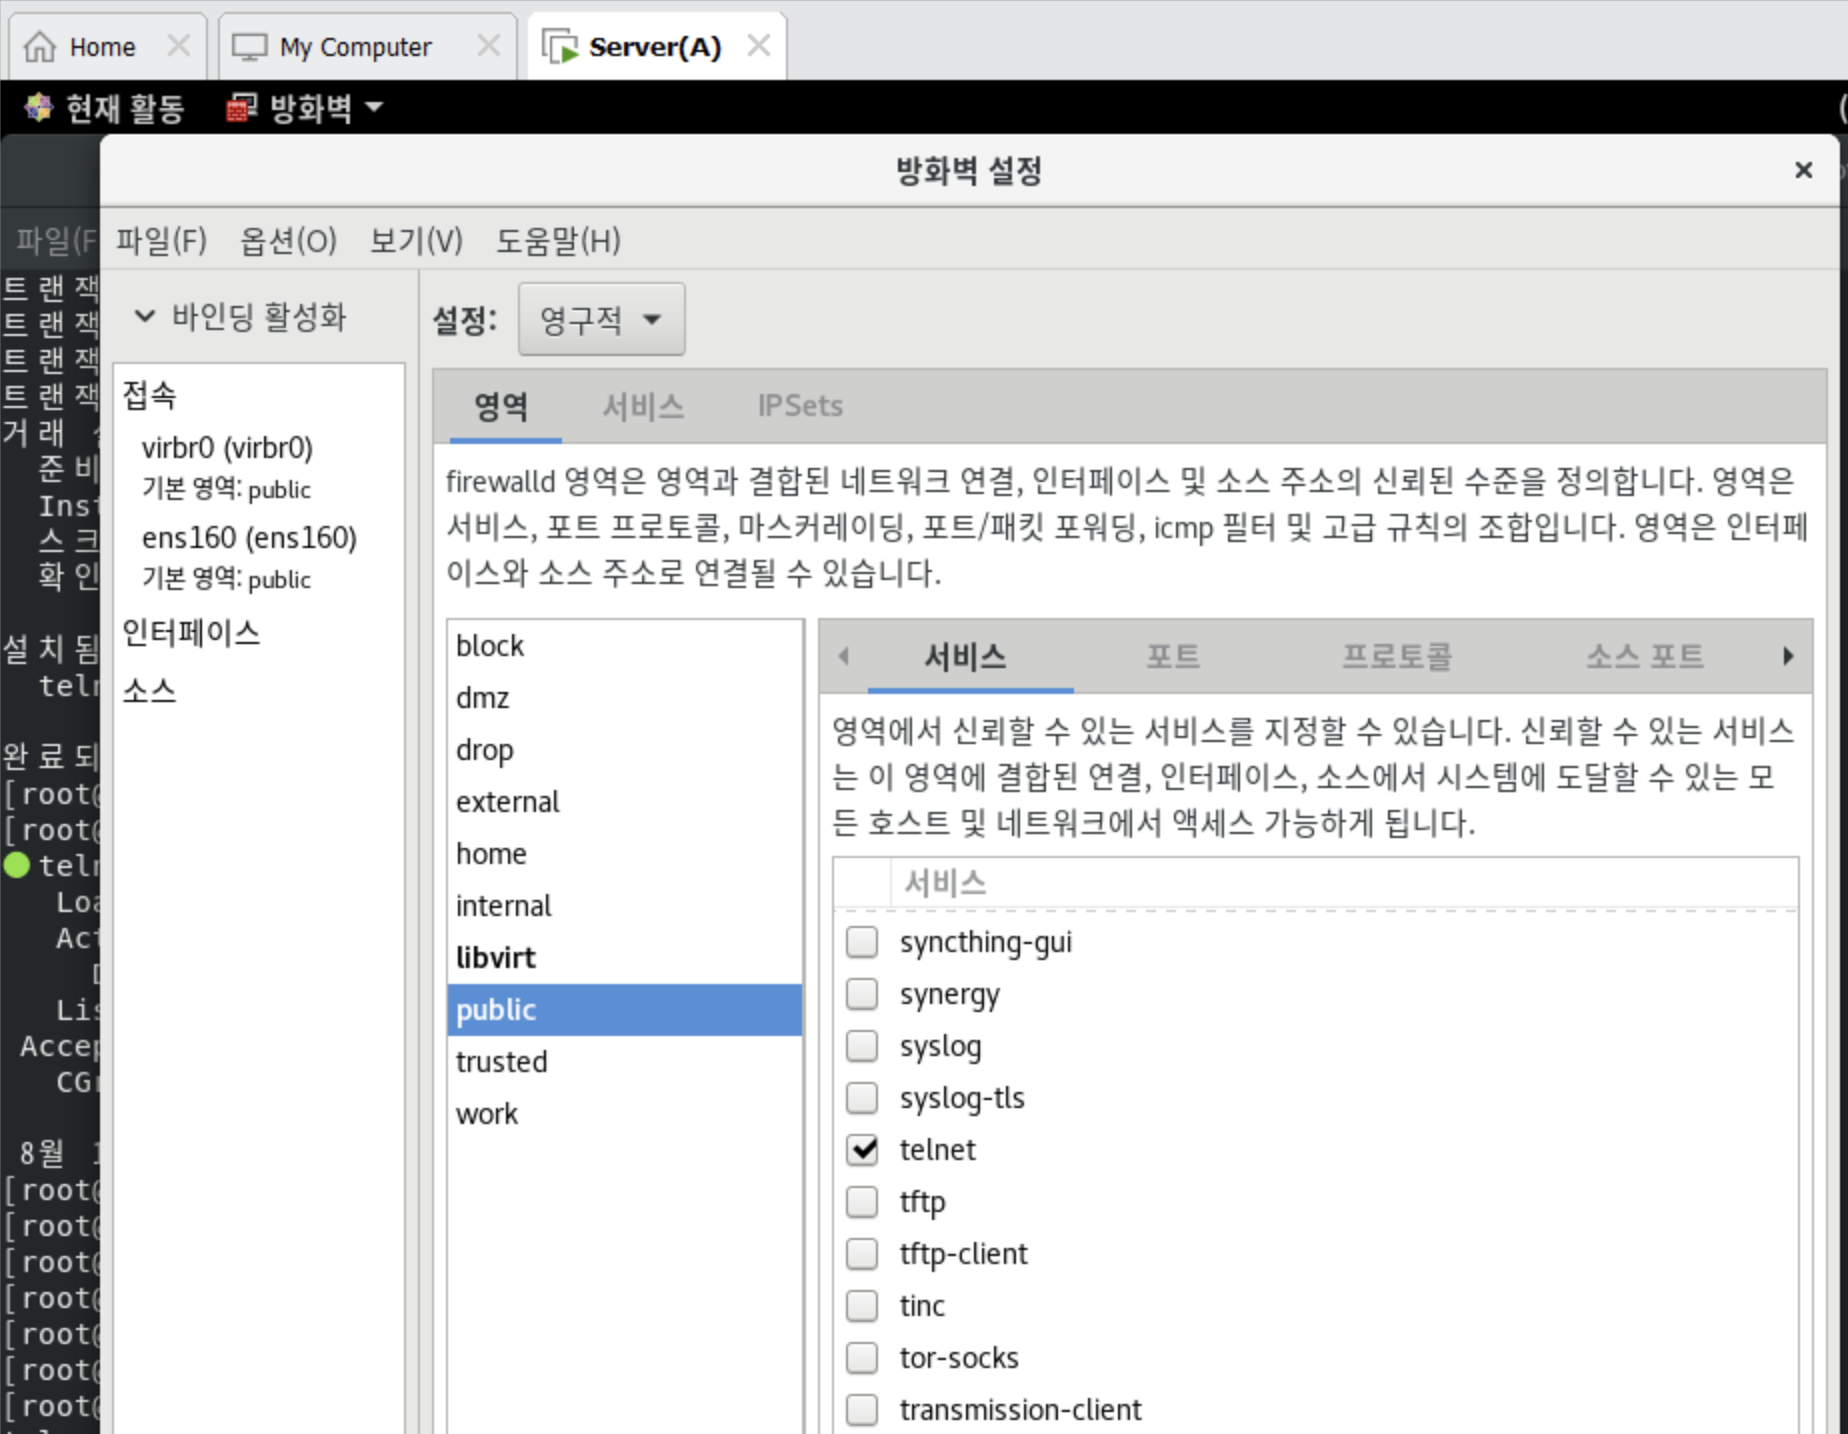 Home
My Computer
Server(A)
현재 활동
방화벽
방화벽 설정
파일(F
파일(F)
옵션(O)
보기(V)
도움말(H)
트랜잭
트랜잭
트랜잭
트랜잭
거래
준비
Inst
스크
확인
설치됨
teln
완료되
[root@
[root@
teln
Loa
Act
D
Lis
Accep
CGr
8월 1
[root@
[root@
[root@
[root@
[root@
[root@
[root@
바인딩 활성화
접속
virbr0 (virbr0)
기본 영역: public
ens160 (ens160)
기본 영역: public
인터페이스
소스
설정:
영구적
영역
서비스
IPSets
firewalld 영역은 영역과 결합된 네트워크 연결, 인터페이스 및 소스 주소의 신뢰된 수준을 정의합니다. 영역은
서비스, 포트 프로토콜, 마스커레이딩, 포트/패킷 포워딩, icmp 필터 및 고급 규칙의 조합입니다. 영역은 인터페
이스와 소스 주소로 연결될 수 있습니다.
block
dmz
drop
external
home
internal
libvirt
public
trusted
work
서비스
포트
프로토콜
소스 포트
영역에서 신뢰할 수 있는 서비스를 지정할 수 있습니다. 신뢰할 수 있는 서비스
는 이 영역에 결합된 연결, 인터페이스, 소스에서 시스템에 도달할 수 있는 모
든 호스트 및 네트워크에서 액세스 가능하게 됩니다.
서비스
syncthing-gui
synergy
syslog
syslog-tls
telnet
tftp
tftp-client
tinc
tor-socks
transmission-client